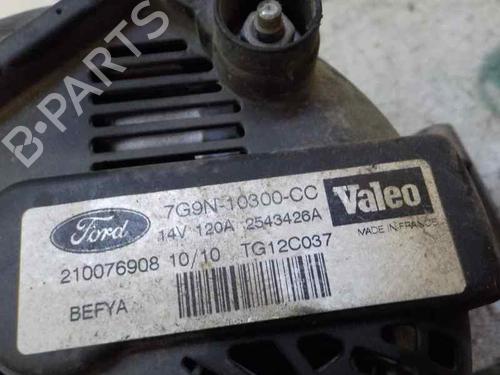 B-PARTS
Ford
7G9N-10300-CC
14V 120A 2543426A
Valeo
MADE IN FRANCE
210076908 10/10 TG12C037
BEFYA